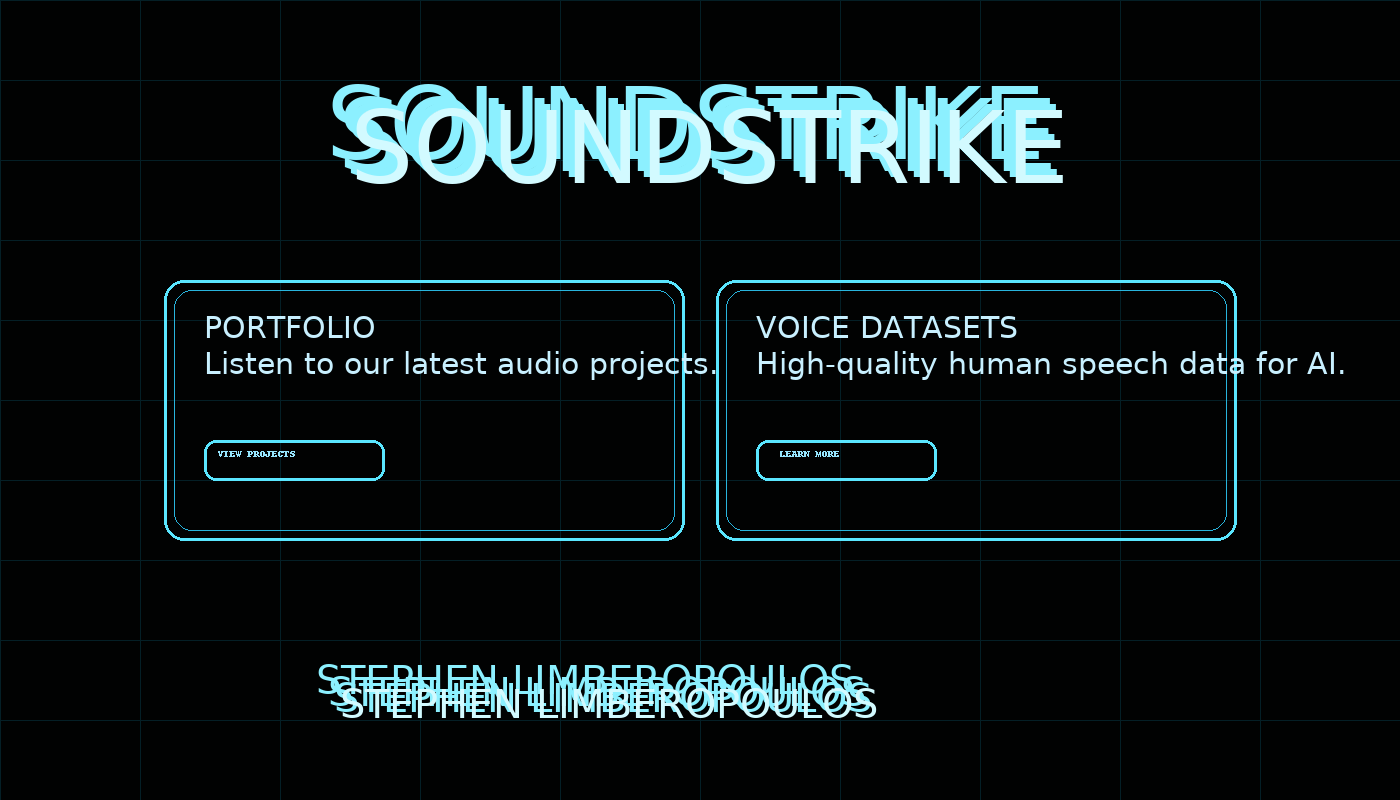 SOUNDSTRIKE
PORTFOLIO
Listen to our latest audio projects.
VIEW PROJECTS
VOICE DATASETS
High-quality human speech data for AI.
LEARN MORE
STEPHEN LIMBEROPOULOS